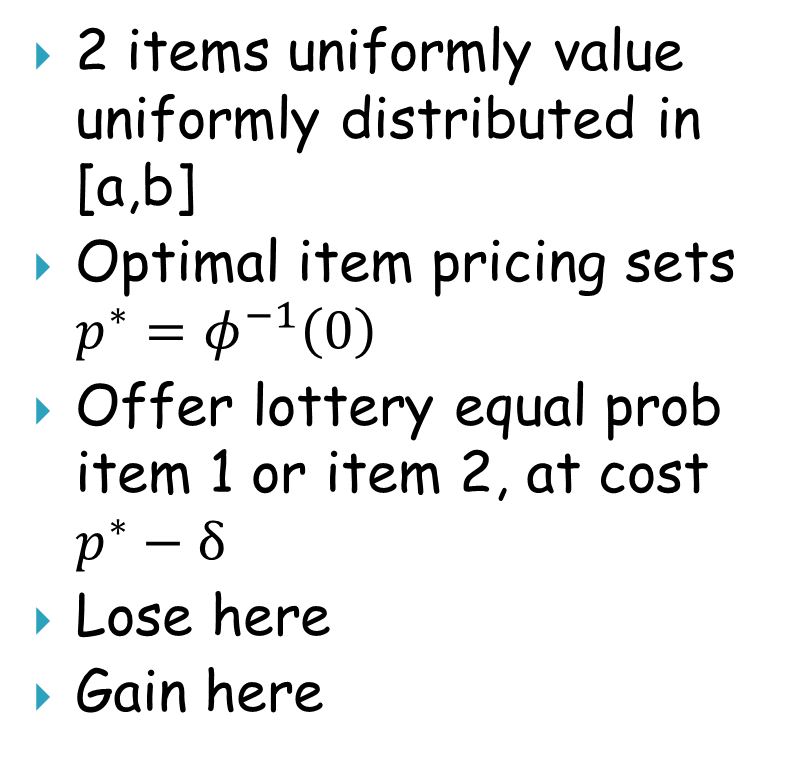 2 items uniformly value
uniformly distributed in
[a,b]
Optimal item pricing sets
p* = ϕ⁻¹(0)
Offer lottery equal prob
item 1 or item 2, at cost
p* − δ
Lose here
Gain here